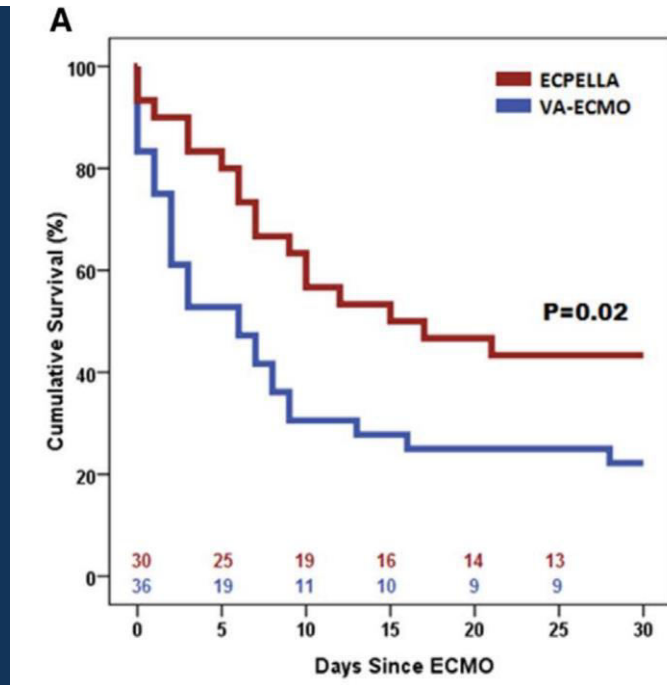 A
ECPELLA
VA-ECMO
Cumulative Survival (%)
100
80
60
40
20
0
P=0.02
30 25 19 16 14 13
36 19 11 10 9 9
0 5 10 15 20 25 30
Days Since ECMO